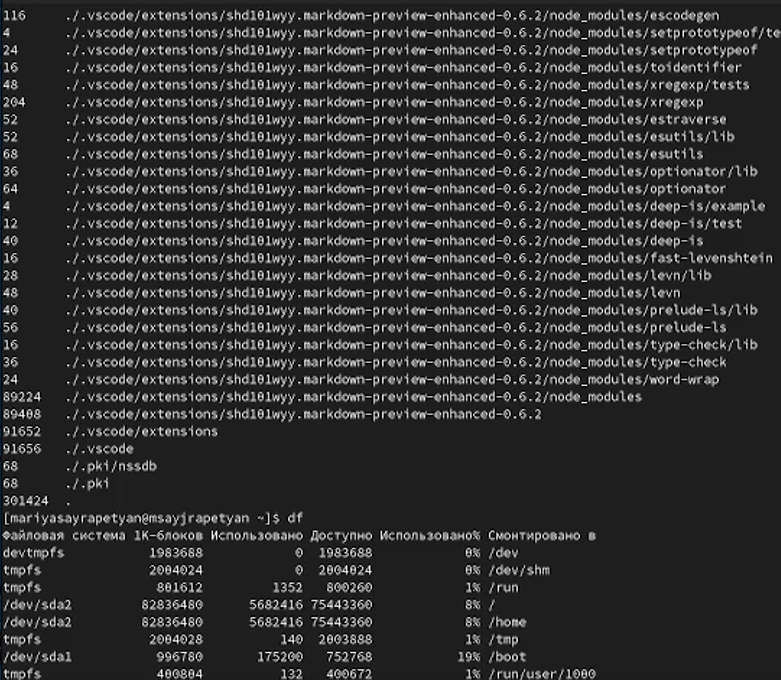 116 ./.vscode/extensions/shd101wyy.markdown-preview-enhanced-0.6.2/node_modules/escodegen
4 ./.vscode/extensions/shd101wyy.markdown-preview-enhanced-0.6.2/node_modules/setprototypeof/te
24 ./.vscode/extensions/shd101wyy.markdown-preview-enhanced-0.6.2/node_modules/setprototypeof
16 ./.vscode/extensions/shd101wyy.markdown-preview-enhanced-0.6.2/node_modules/toidentifier
48 ./.vscode/extensions/shd101wyy.markdown-preview-enhanced-0.6.2/node_modules/xregexp/tests
204 ./.vscode/extensions/shd101wyy.markdown-preview-enhanced-0.6.2/node_modules/xregexp
52 ./.vscode/extensions/shd101wyy.markdown-preview-enhanced-0.6.2/node_modules/estraverse
52 ./.vscode/extensions/shd101wyy.markdown-preview-enhanced-0.6.2/node_modules/esutils/lib
68 ./.vscode/extensions/shd101wyy.markdown-preview-enhanced-0.6.2/node_modules/esutils
36 ./.vscode/extensions/shd101wyy.markdown-preview-enhanced-0.6.2/node_modules/optionator/lib
64 ./.vscode/extensions/shd101wyy.markdown-preview-enhanced-0.6.2/node_modules/optionator
4 ./.vscode/extensions/shd101wyy.markdown-preview-enhanced-0.6.2/node_modules/deep-is/example
12 ./.vscode/extensions/shd101wyy.markdown-preview-enhanced-0.6.2/node_modules/deep-is/test
40 ./.vscode/extensions/shd101wyy.markdown-preview-enhanced-0.6.2/node_modules/deep-is
16 ./.vscode/extensions/shd101wyy.markdown-preview-enhanced-0.6.2/node_modules/fast-levenshtein
28 ./.vscode/extensions/shd101wyy.markdown-preview-enhanced-0.6.2/node_modules/levn/lib
48 ./.vscode/extensions/shd101wyy.markdown-preview-enhanced-0.6.2/node_modules/levn
40 ./.vscode/extensions/shd101wyy.markdown-preview-enhanced-0.6.2/node_modules/prelude-ls/lib
56 ./.vscode/extensions/shd101wyy.markdown-preview-enhanced-0.6.2/node_modules/prelude-ls
16 ./.vscode/extensions/shd101wyy.markdown-preview-enhanced-0.6.2/node_modules/type-check/lib
36 ./.vscode/extensions/shd101wyy.markdown-preview-enhanced-0.6.2/node_modules/type-check
24 ./.vscode/extensions/shd101wyy.markdown-preview-enhanced-0.6.2/node_modules/word-wrap
89224 ./.vscode/extensions/shd101wyy.markdown-preview-enhanced-0.6.2/node_modules
89408 ./.vscode/extensions/shd101wyy.markdown-preview-enhanced-0.6.2
91652 ./.vscode/extensions
91656 ./.vscode
68 ./.pki/nssdb
68 ./.pki
301424 .
[mariyasayrapetyan@msayjrapetyan ~]$ df
Файловая система 1K-блоков Использовано Доступно Использовано% Смонтировано в
devtmpfs 1983688 0 1983688 0% /dev
tmpfs 2004024 0 2004024 0% /dev/shm
tmpfs 801612 1352 800260 1% /run
/dev/sda2 82836480 5682416 75443360 8% /
/dev/sda2 82836480 5682416 75443360 8% /home
tmpfs 2004028 140 2003888 1% /tmp
/dev/sda1 996780 175200 752768 19% /boot
tmpfs 400804 132 400672 1% /run/user/1000